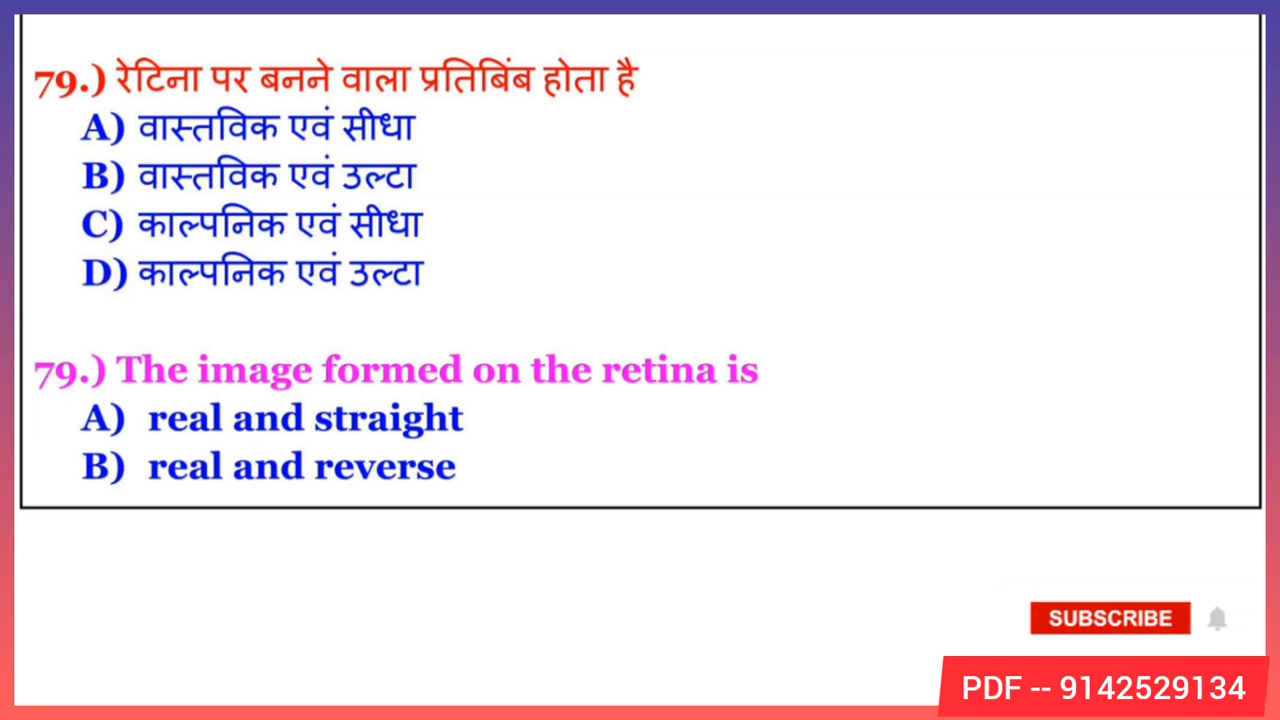 79.) रेटिना पर बनने वाला प्रतिबिंब होता है
A) वास्तविक एवं सीधा
B) वास्तविक एवं उल्टा
C) काल्पनिक एवं सीधा
D) काल्पनिक एवं उल्टा
79.) The image formed on the retina is
A) real and straight
B) real and reverse
SUBSCRIBE
PDF -- 9142529134